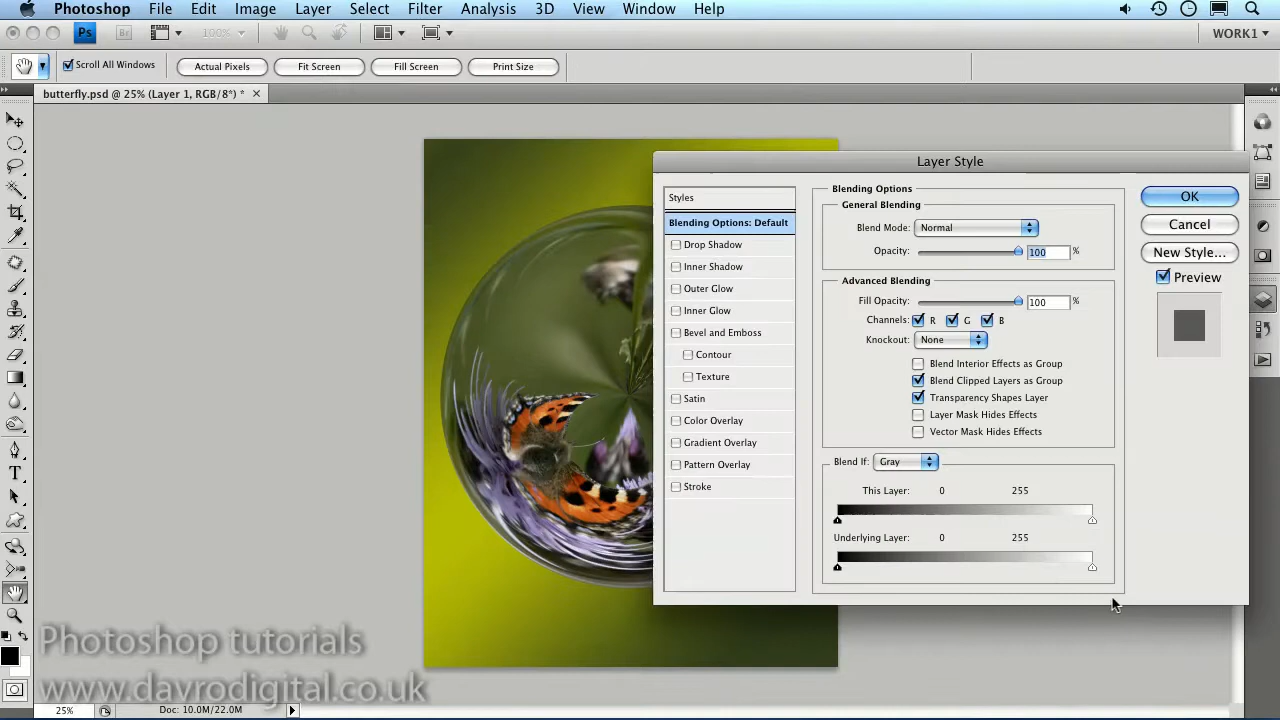 Photoshop File Edit Image Layer Select Filter Analysis 3D View Window Help
Ps Br 100% WORK1
Scroll All Windows Actual Pixels Fit Screen Fill Screen Print Size
butterfly.psd @ 25% (Layer 1, RGB/8*) *
Layer Style
Styles
Blending Options: Default
Drop Shadow
Inner Shadow
Outer Glow
Inner Glow
Bevel and Emboss
Contour
Texture
Satin
Color Overlay
Gradient Overlay
Pattern Overlay
Stroke
Blending Options
General Blending
Blend Mode: Normal
Opacity: 100 %
Advanced Blending
Fill Opacity: 100 %
Channels: R G B
Knockout: None
Blend Interior Effects as Group
Blend Clipped Layers as Group
Transparency Shapes Layer
Layer Mask Hides Effects
Vector Mask Hides Effects
Blend If: Gray
This Layer: 0 255
Underlying Layer: 0 255
OK
Cancel
New Style...
Preview
T
Photoshop tutorials
www.davrodigital.co.uk
25% Doc: 10.0M/22.0M